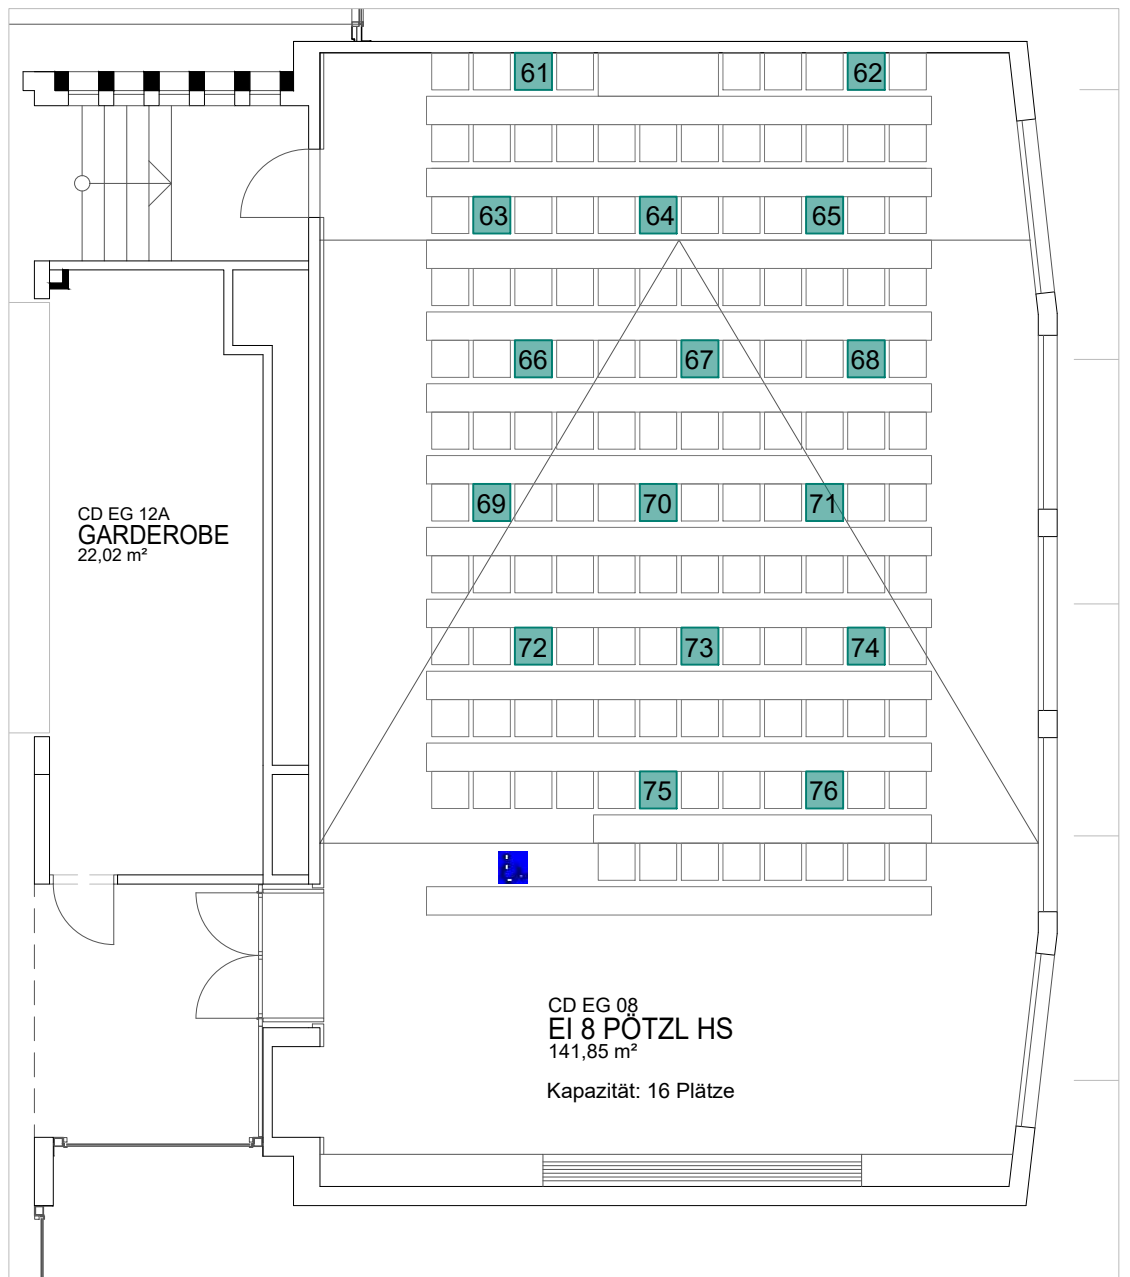 61
62
63
64
65
66
67
68
69
70
71
CD EG 12A
GARDEROBE
22,02 m²
72
73
74
75
76
CD EG 08
EI 8 PÖTZL HS
141,85 m²
Kapazität: 16 Plätze